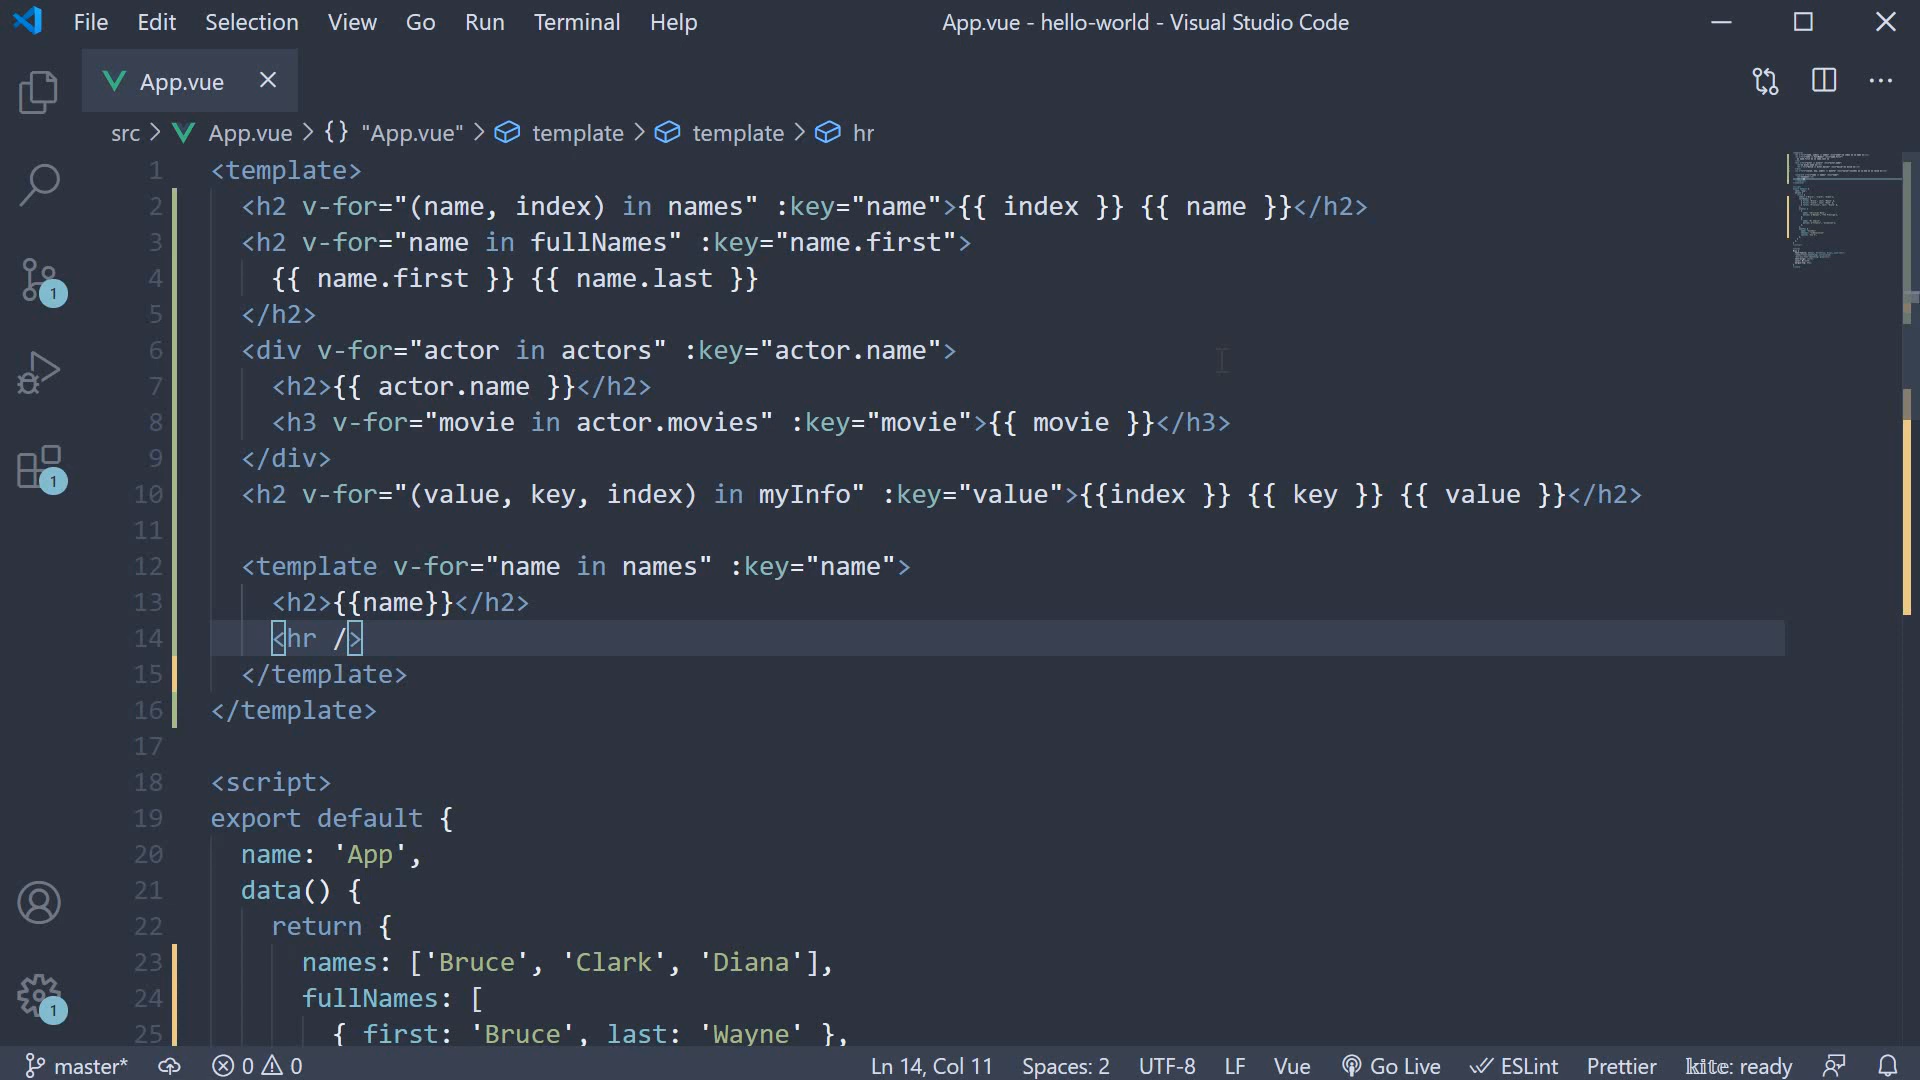 File Edit Selection View Go Run Terminal Help App.vue - hello-world - Visual Studio Code
App.vue
src > App.vue > {} "App.vue" > template > template > hr
1 <template>
2 <h2 v-for="(name, index) in names" :key="name">{{ index }} {{ name }}</h2>
3 <h2 v-for="name in fullNames" :key="name.first">
4 {{ name.first }} {{ name.last }}
5 </h2>
6 <div v-for="actor in actors" :key="actor.name">
7 <h2>{{ actor.name }}</h2>
8 <h3 v-for="movie in actor.movies" :key="movie">{{ movie }}</h3>
9 </div>
10 <h2 v-for="(value, key, index) in myInfo" :key="value">{{index }} {{ key }} {{ value }}</h2>
11
12 <template v-for="name in names" :key="name">
13 <h2>{{name}}</h2>
14 <hr />
15 </template>
16 </template>
17
18 <script>
19 export default {
20 name: 'App',
21 data() {
22 return {
23 names: ['Bruce', 'Clark', 'Diana'],
24 fullNames: [
25 { first: 'Bruce', last: 'Wayne' },
1
1
1
master* 0 0 Ln 14, Col 11 Spaces: 2 UTF-8 LF Vue Go Live ESLint Prettier kite: ready